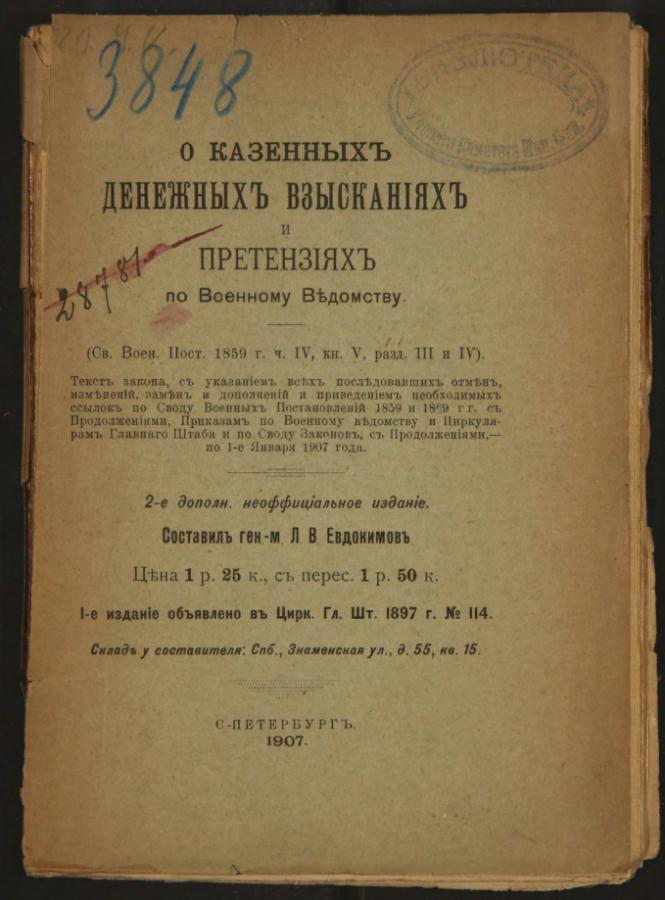 3848
БИБЛІОТЕКА
О КАЗЕННЫХЪ
ДЕНЕЖНЫХЪ ВЗЫСКАНІЯХЪ
И
ПРЕТЕНЗІЯХЪ
по Военному Вѣдомству.
28781
(Св. Воен. Пост. 1859 г. ч. IV, кн. V, разд. III и IV).
Текстъ закона, съ указаніемъ всѣхъ послѣдовавшихъ отмѣнъ,
измѣненій, замѣнъ и дополненій и приведеніемъ необходимыхъ
ссылокъ по Своду Военныхъ Постановленій 1859 и 1869 г.г. съ
Продолженіями, Приказамъ по Военному вѣдомству и Циркуля-
рамъ Главнаго Штаба и по Своду Законовъ, съ Продолженіями,—
по 1-е Января 1907 года.
2-е дополн. неоффиціальное изданіе.
Составилъ ген-м Л В Евдокимовъ
Цѣна 1 р. 25 к., съ перес. 1 р. 50 к.
1-е изданіе объявлено въ Цирк. Гл. Шт. 1897 г. № 114.
Складъ у составителя: Спб., Знаменская ул., д. 55, кв. 15.
С-ПЕТЕРБУРГЪ.
1907.